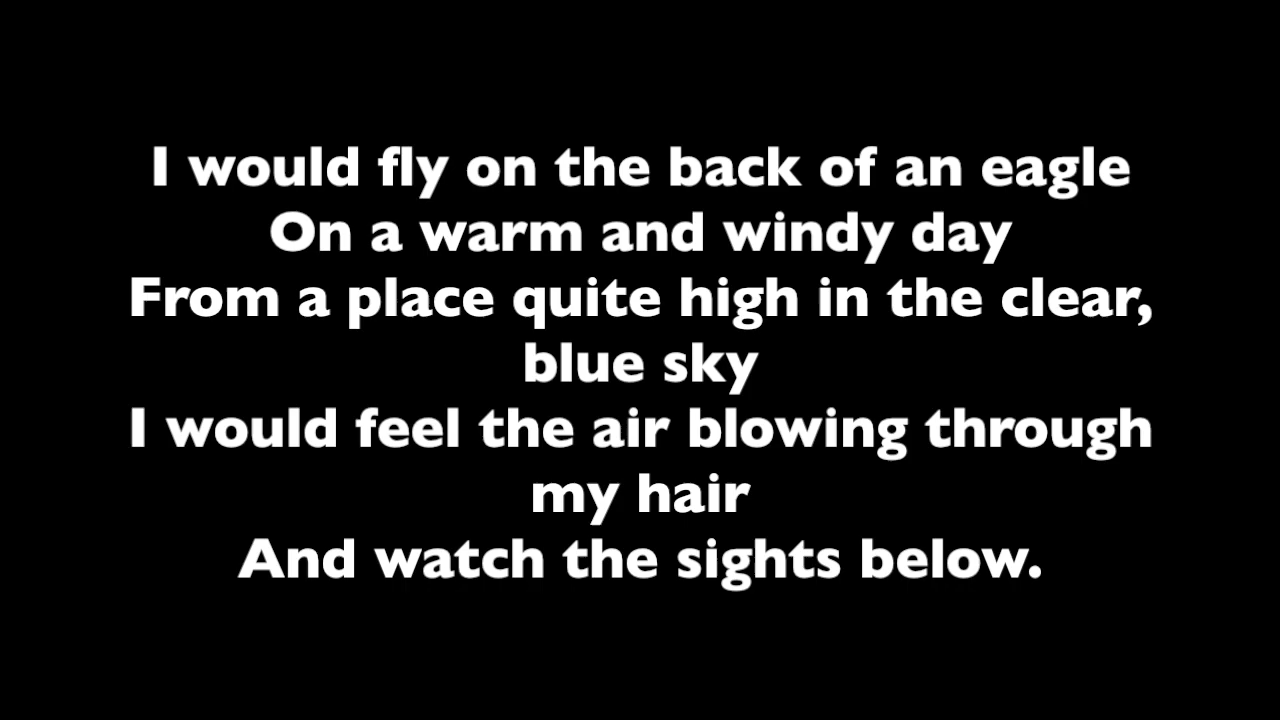 I would fly on the back of an eagle
On a warm and windy day
From a place quite high in the clear,
blue sky
I would feel the air blowing through
my hair
And watch the sights below.